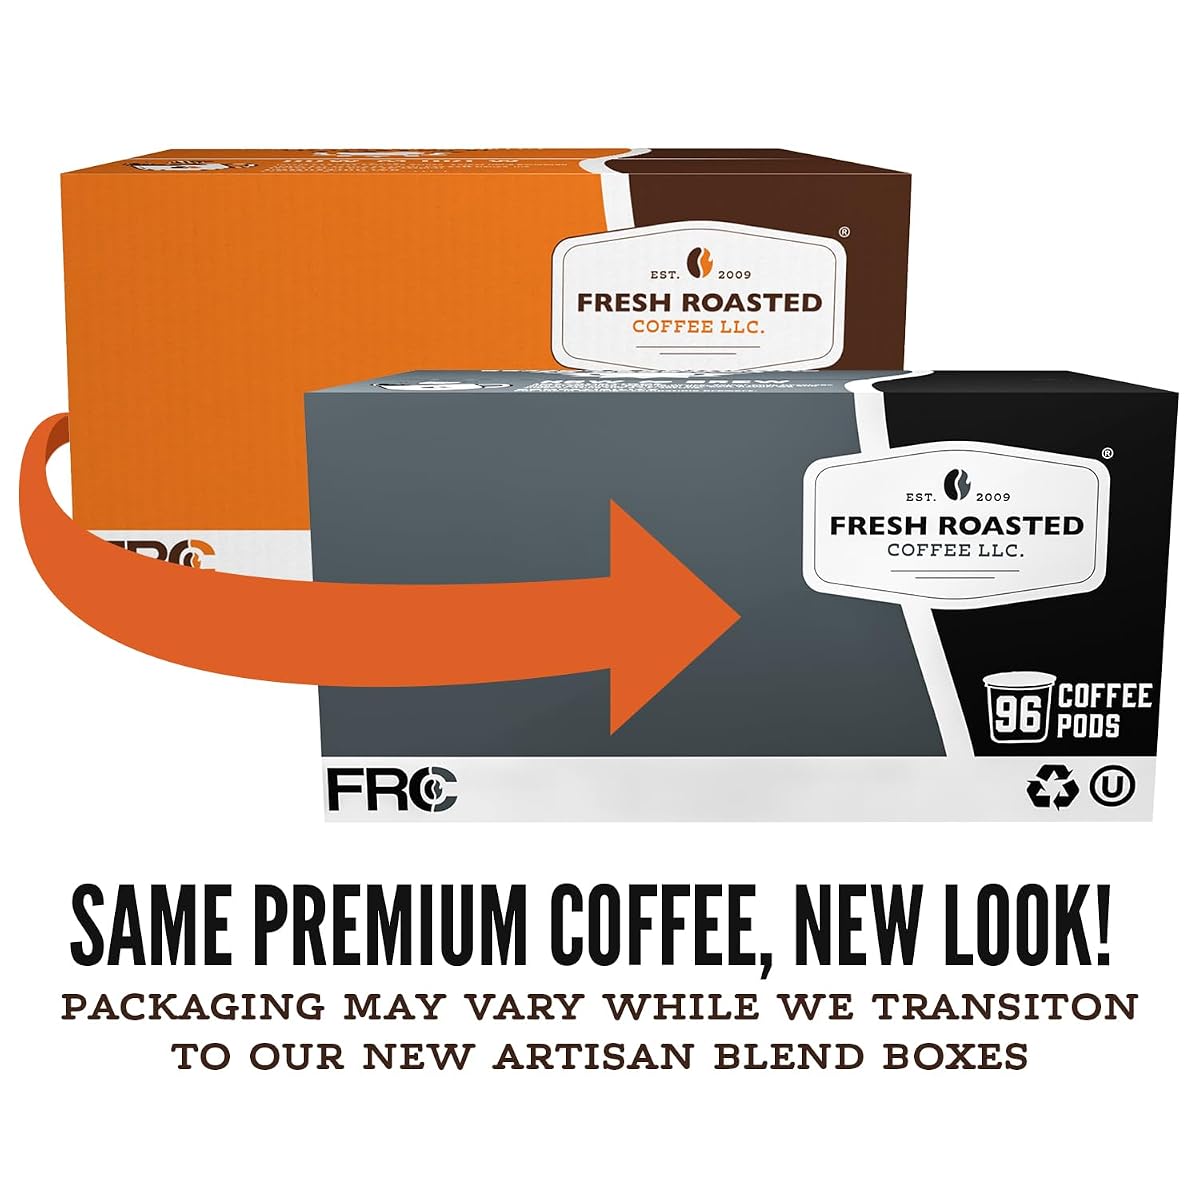 EST. 2009
FRESH ROASTED
COFFEE LLC.
®
FRC
EST. 2009
FRESH ROASTED
COFFEE LLC.
®
96 COFFEE
PODS
FRC
U
SAME PREMIUM COFFEE, NEW LOOK!
PACKAGING MAY VARY WHILE WE TRANSITON
TO OUR NEW ARTISAN BLEND BOXES